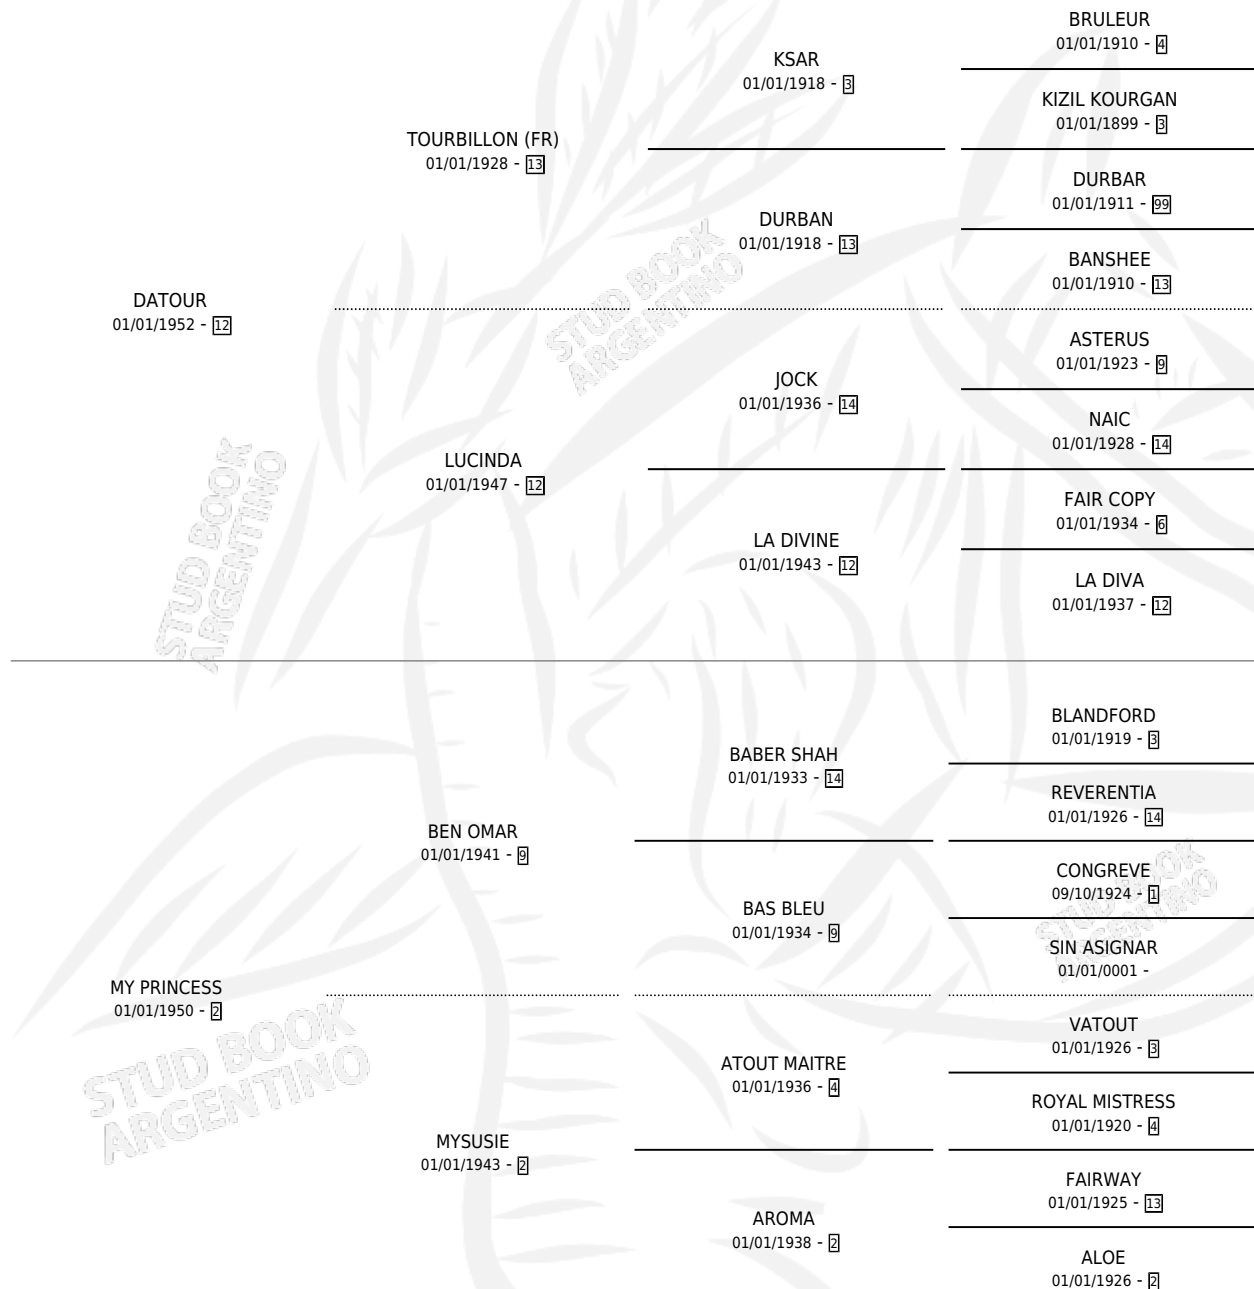 BRULEUR
01/01/1910 - 4
KSAR
01/01/1918 - 3
KIZIL KOURGAN
01/01/1899 - 3
TOURBILLON (FR)
01/01/1928 - 13
DURBAR
01/01/1911 - 99
DURBAN
01/01/1918 - 13
BANSHEE
01/01/1910 - 13
DATOUR
01/01/1952 - 12
ASTERUS
01/01/1923 - 9
JOCK
01/01/1936 - 14
NAIC
01/01/1928 - 14
LUCINDA
01/01/1947 - 12
FAIR COPY
01/01/1934 - 6
LA DIVINE
01/01/1943 - 12
LA DIVA
01/01/1937 - 12
BLANDFORD
01/01/1919 - 3
BABER SHAH
01/01/1933 - 14
REVERENTIA
01/01/1926 - 14
BEN OMAR
01/01/1941 - 9
CONGREVE
09/10/1924 - 1
BAS BLEU
01/01/1934 - 9
SIN ASIGNAR
01/01/0001 -
MY PRINCESS
01/01/1950 - 2
VATOUT
01/01/1926 - 3
ATOUT MAITRE
01/01/1936 - 4
ROYAL MISTRESS
01/01/1920 - 4
MYSUSIE
01/01/1943 - 2
FAIRWAY
01/01/1925 - 13
AROMA
01/01/1938 - 2
ALOE
01/01/1926 - 2
STUD BOOK
ARGENTINO
STUD BOOK
ARGENTINO
STUD BOOK
ARGENTINO
STUD BOOK
ARGENTINO